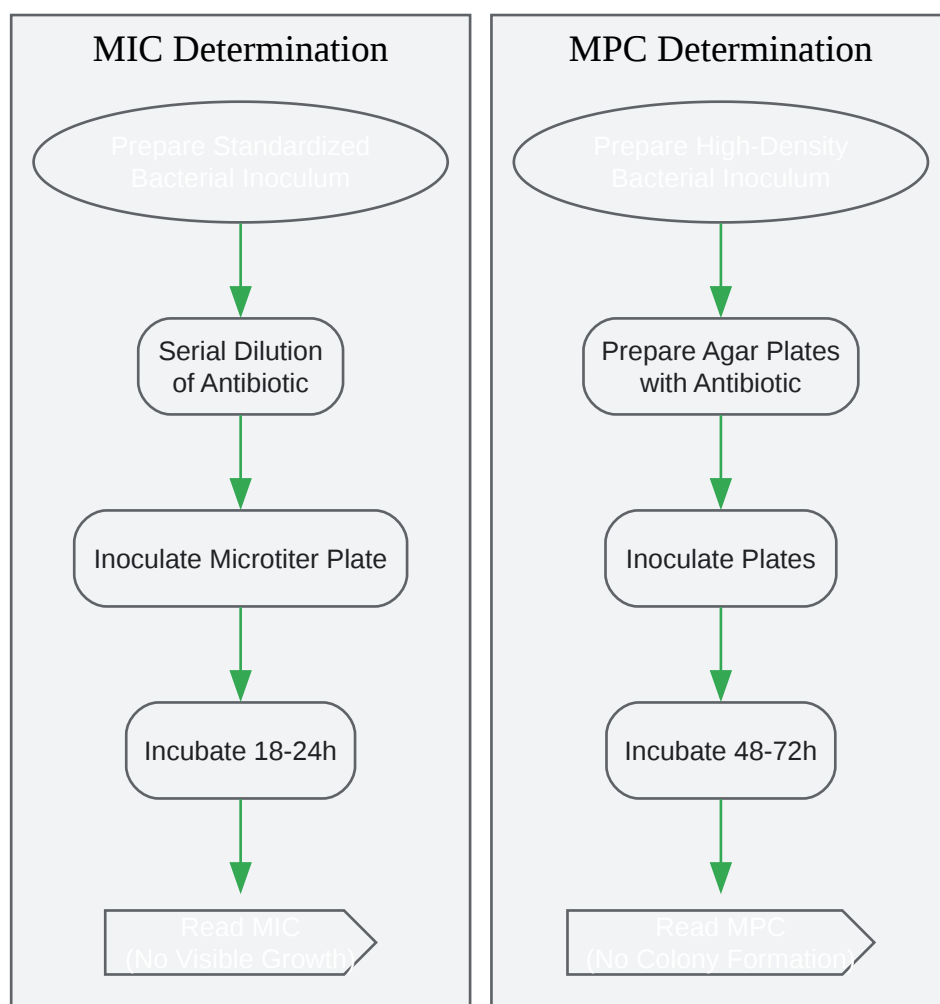 MIC Determination
Prepare Standardized
Bacterial Inoculum
Serial Dilution
of Antibiotic
Inoculate Microtiter Plate
Incubate 18-24h
Read MIC
(No Visible Growth)
MPC Determination
Prepare High-Density
Bacterial Inoculum
Prepare Agar Plates
with Antibiotic
Inoculate Plates
Incubate 48-72h
Read MPC
(No Colony Formation)